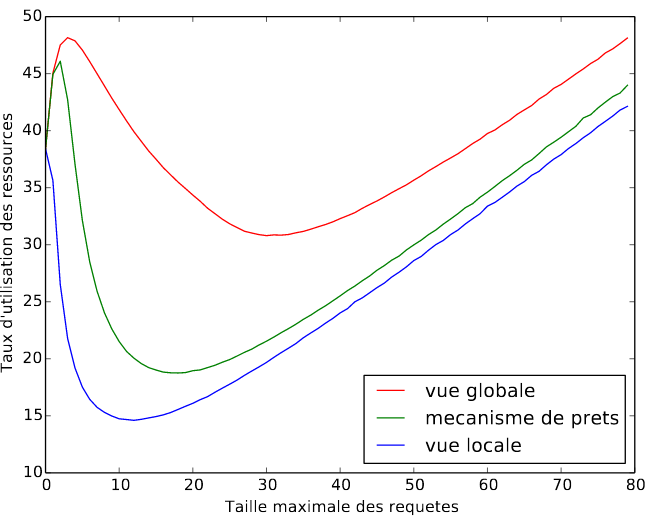 50
45
40
35
30
25
20
15
10
Taux d'utilisation des ressources
vue globale
mecanisme de prets
vue locale
0 10 20 30 40 50 60 70 80
Taille maximale des requetes